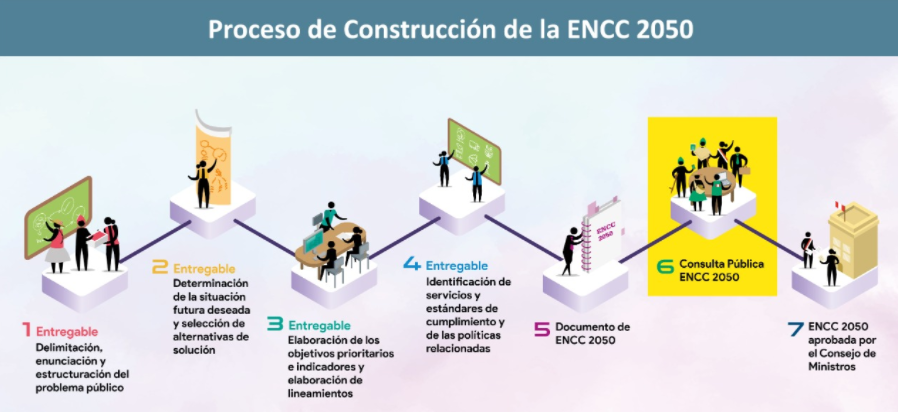 Proceso de Construcción de la ENCC 2050
1 Entregable
Delimitación,
enunciación y
estructuración del
problema público
2 Entregable
Determinación
de la situación
futura deseada
y selección de
alternativas de
solución
3 Entregable
Elaboración de los
objetivos prioritarios
e indicadores y
elaboración de
lineamientos
4 Entregable
Identificación de
servicios y
estándares de
cumplimiento y
de las políticas
relacionadas
ENCC
2050
5 Documento de
ENCC 2050
6 Consulta Pública
ENCC 2050
7 ENCC 2050
aprobada por
el Consejo de
Ministros